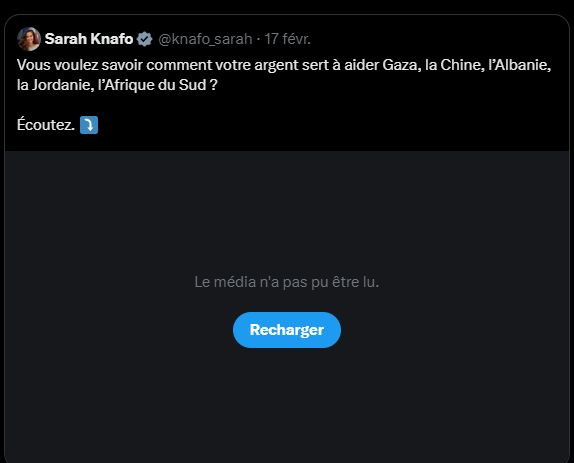 Sarah Knafo @knafo_sarah · 17 févr.
Vous voulez savoir comment votre argent sert à aider Gaza, la Chine, l’Albanie,
la Jordanie, l’Afrique du Sud ?
Écoutez. ⤵️
Le média n'a pas pu être lu.
Recharger